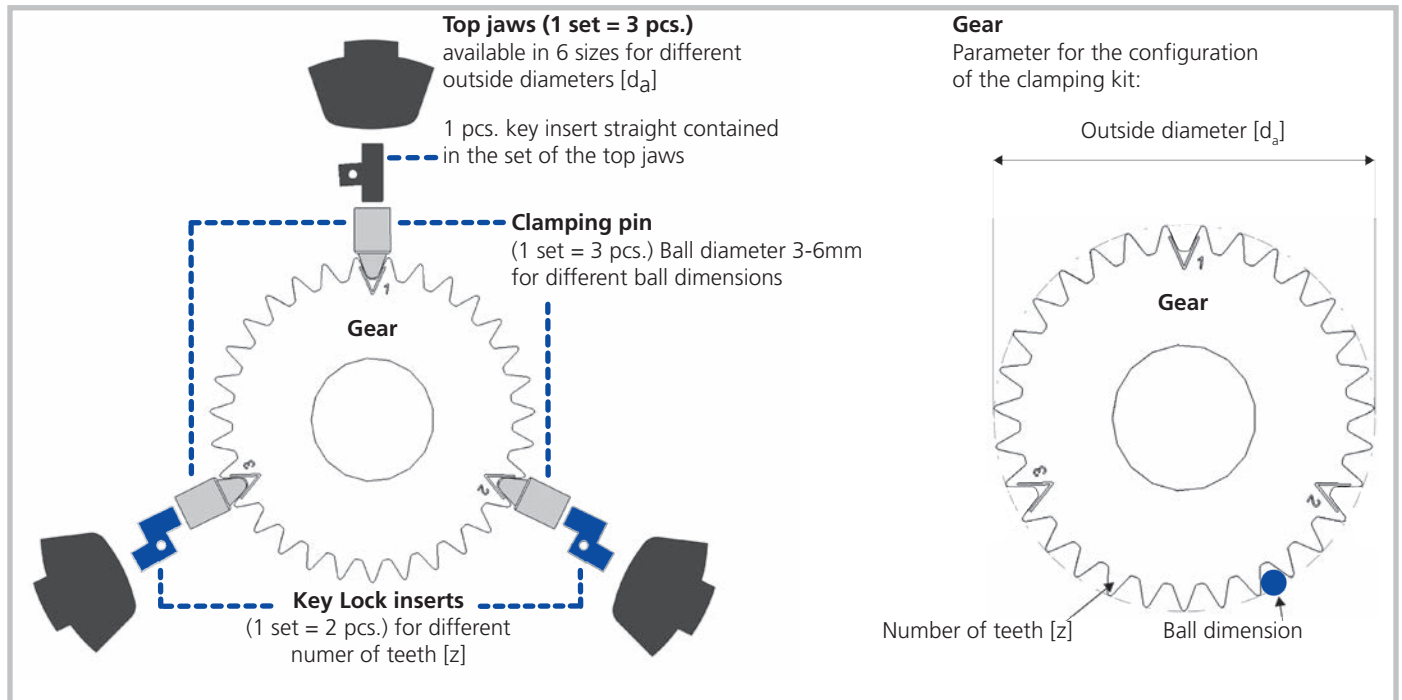 Top jaws (1 set = 3 pcs.)
available in 6 sizes for different
outside diameters [da]
1 pcs. key insert straight contained
in the set of the top jaws
Clamping pin
(1 set = 3 pcs.) Ball diameter 3-6mm
for different ball dimensions
1
Gear
3
2
Key Lock inserts
(1 set = 2 pcs.) for different
numer of teeth [z]
Gear
Parameter for the configuration
of the clamping kit:
Outside diameter [da]
1
Gear
3
2
Number of teeth [z]
Ball dimension